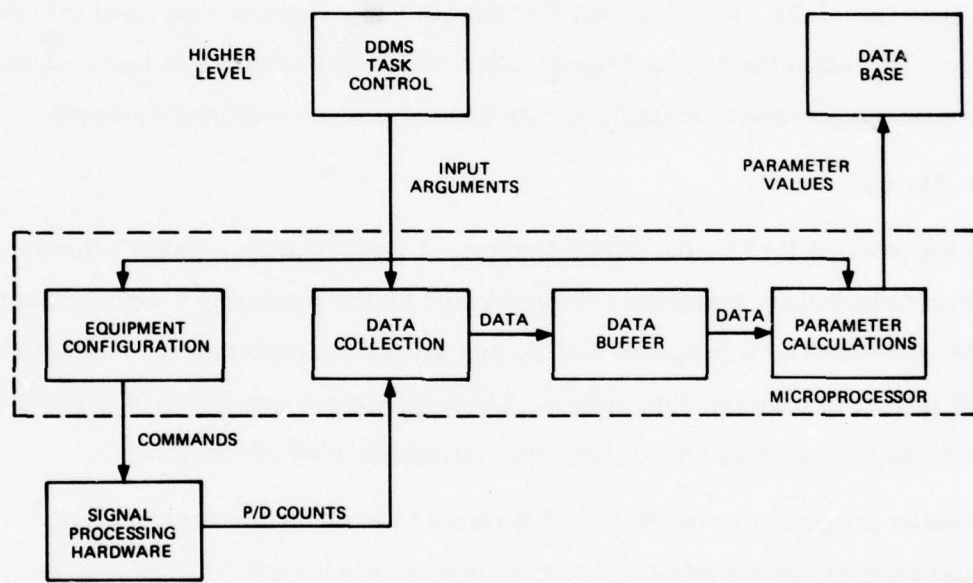 HIGHER
LEVEL
DDMS
TASK
CONTROL
DATA
BASE
INPUT
ARGUMENTS
PARAMETER
VALUES
EQUIPMENT
CONFIGURATION
DATA
COLLECTION
DATA
DATA
BUFFER
DATA
PARAMETER
CALCULATIONS
MICROPROCESSOR
COMMANDS
SIGNAL
PROCESSING
HARDWARE
P/D COUNTS